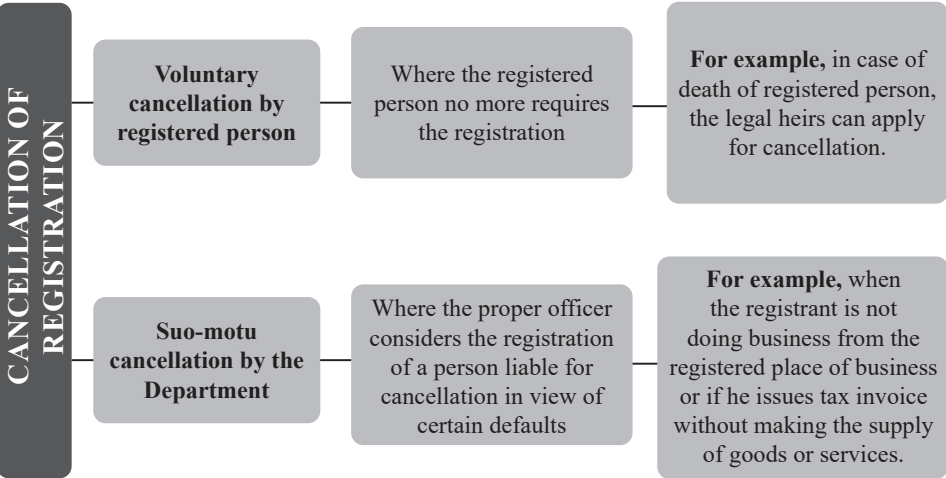 CANCELLATION OF
REGISTRATION
Voluntary
cancellation by
registered person
Where the registered
person no more requires
the registration
For example, in case of
death of registered person,
the legal heirs can apply
for cancellation.
Suo-motu
cancellation by the
Department
Where the proper officer
considers the registration
of a person liable for
cancellation in view of
certain defaults
For example, when
the registrant is not
doing business from the
registered place of business
or if he issues tax invoice
without making the supply
of goods or services.